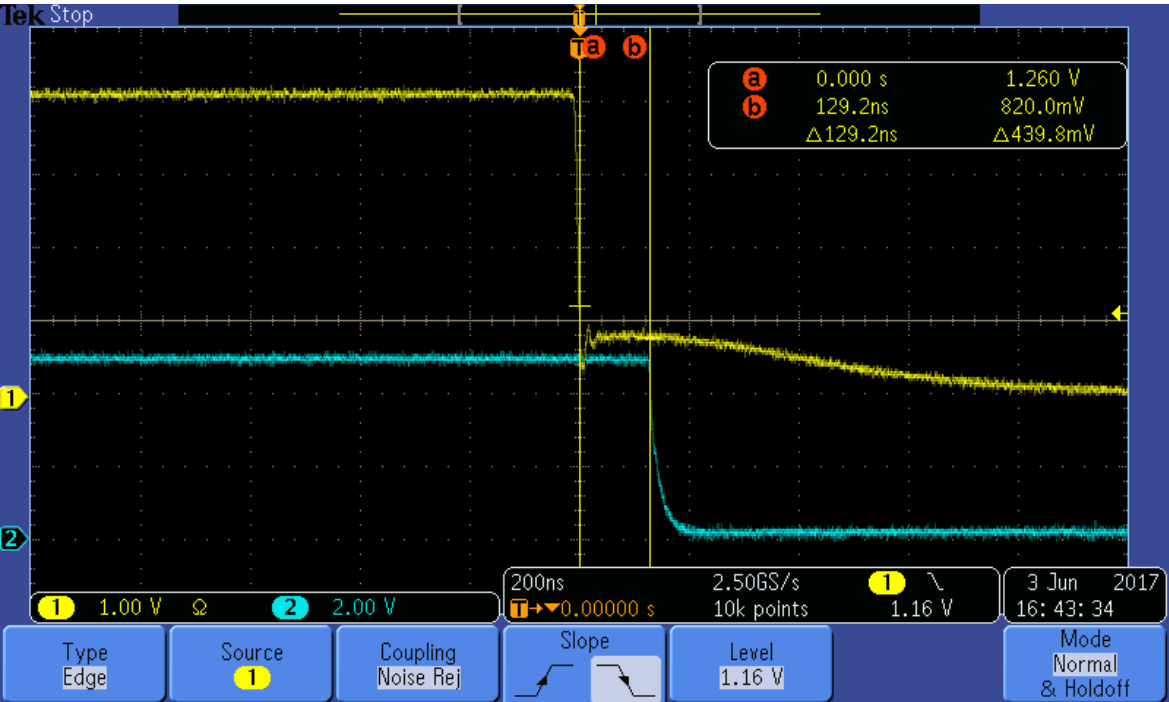 Tek Stop
T
T a b
a 0.000 s 1.260 V
b 129.2ns 820.0mV
△129.2ns △439.8mV
1
2
1 1.00 V Ω 2 2.00 V
200ns 2.50GS/s 1 \
T→▼0.00000 s 10k points 1.16 V
3 Jun 2017
16: 43: 34
Type
Edge
Source
1
Coupling
Noise Rej
Slope
Level
1.16 V
Mode
Normal
& Holdoff